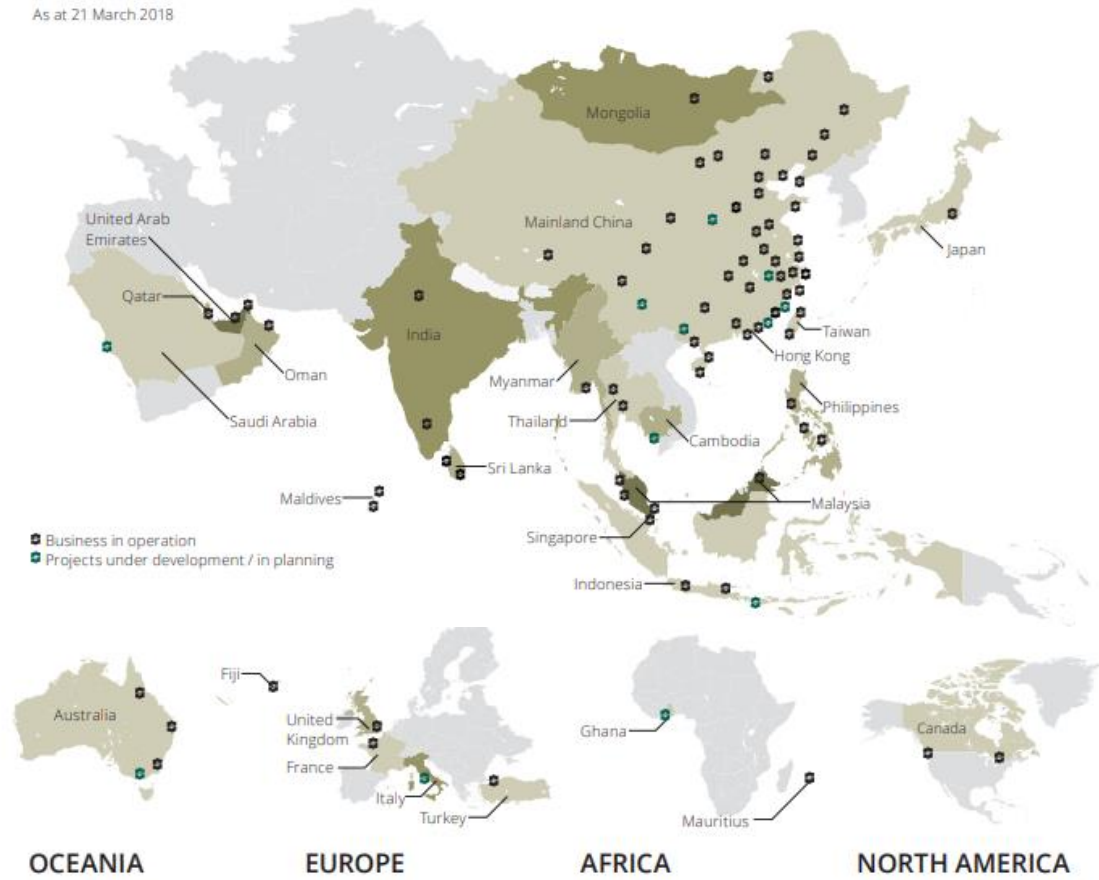 As at 21 March 2018
Mongolia
United Arab
Emirates
Mainland China
Japan
Qatar
India
Taiwan
Hong Kong
Oman
Myanmar
Philippines
Saudi Arabia
Thailand
Cambodia
Sri Lanka
Maldives
Malaysia
Business in operation
Singapore
Projects under development / in planning
Indonesia
Fiji
Australia
United
Kingdom
Ghana
Canada
France
Italy
Turkey
Mauritius
OCEANIA
EUROPE
AFRICA
NORTH AMERICA